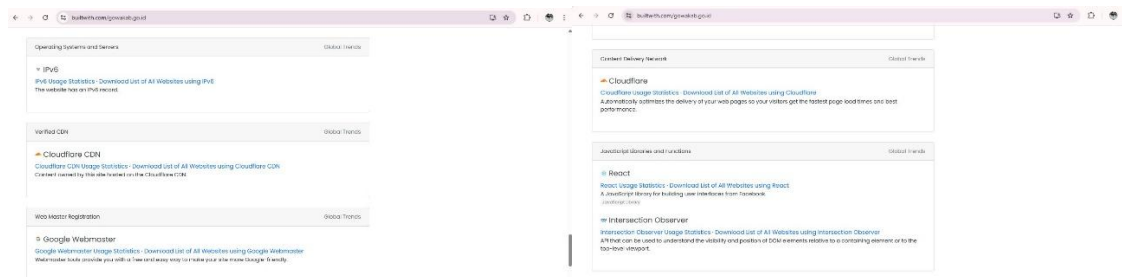 builtwith.com/gowakab.go.id
Operating Systems and Servers Global Trends
IPv6
IPv6 Usage Statistics · Download List of All Websites using IPv6
The website has an IPv6 record.
Verified CDN Global Trends
Cloudflare CDN
Cloudflare CDN Usage Statistics · Download List of All Websites using Cloudflare CDN
Content owned by this site hosted on the Cloudflare CDN.
Web Master Registration Global Trends
Google Webmaster
Google Webmaster Usage Statistics · Download List of All Websites using Google Webmaster
Webmaster tools provide you with a free and easy way to make your site more Google-friendly.
builtwith.com/gowakab.go.id
Content Delivery Network Global Trends
Cloudflare
Cloudflare Usage Statistics · Download List of All Websites using Cloudflare
Automatically optimizes the delivery of your web pages so your visitors get the fastest page load times and best
performance.
JavaScript Libraries and Functions Global Trends
React
React Usage Statistics · Download List of All Websites using React
A JavaScript library for building user interfaces from Facebook.
JavaScript Library
Intersection Observer
Intersection Observer Usage Statistics · Download List of All Websites using Intersection Observer
API that can be used to understand the visibility and position of DOM elements relative to a containing element or to the
top-level viewport.